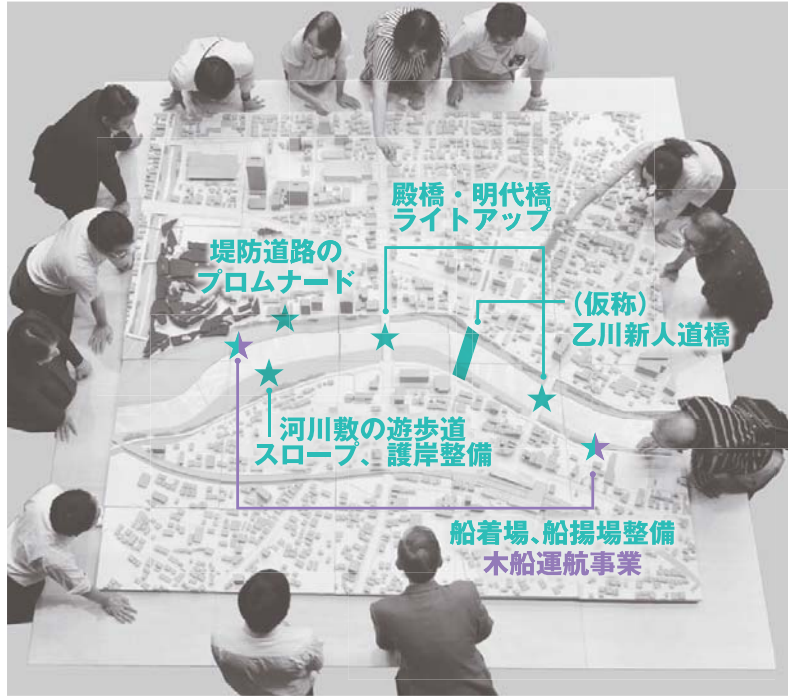 殿橋・明代橋
ライトアップ
堤防道路の
プロムナード
（仮称）
乙川新人道橋
河川敷の遊歩道
スロープ、護岸整備
船着場、船揚場整備
木船運航事業